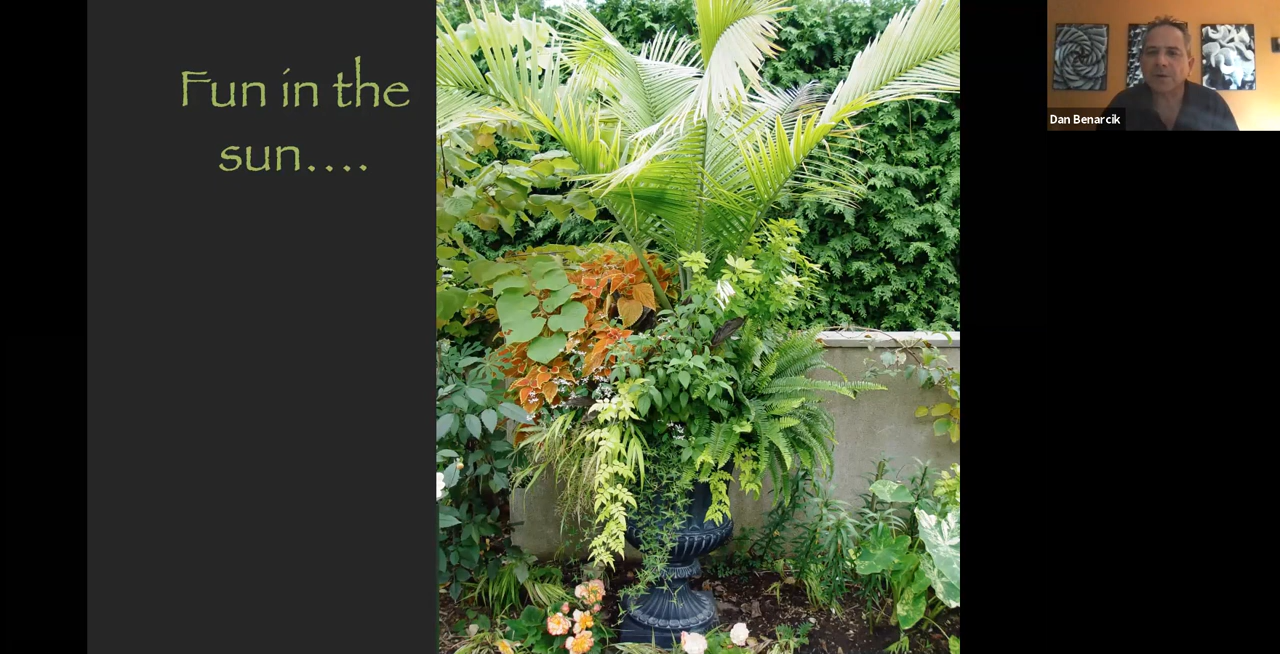 Fun in the
sun....
Dan Benarcik